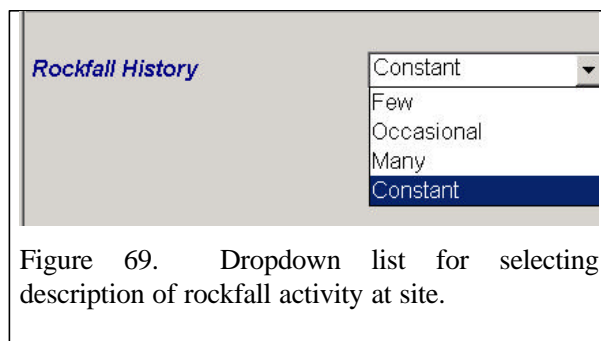 Rockfall History
Constant
Few
Occasional
Many
Constant
Figure 69. Dropdown list for selecting
description of rockfall activity at site.